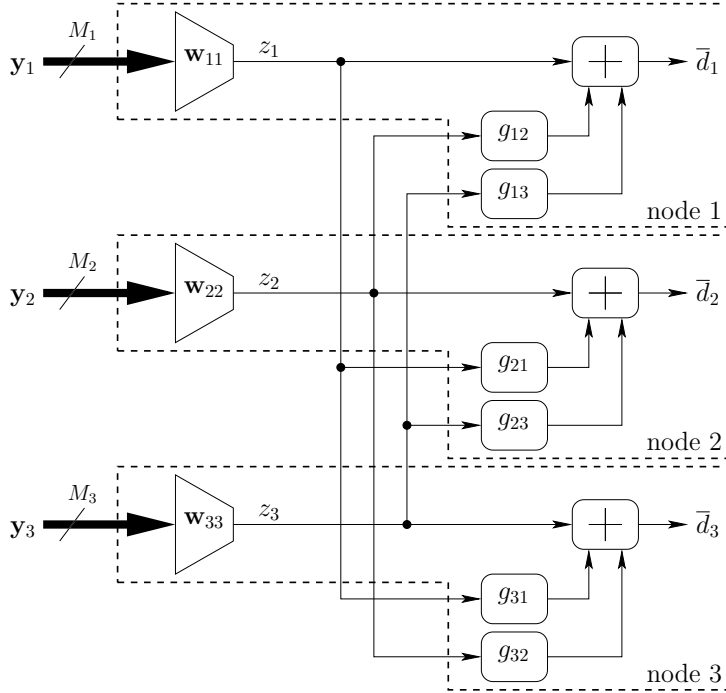 M₁
y₁ w₁₁ z₁ d̅₁
g₁₂
g₁₃
node 1
M₂
y₂ w₂₂ z₂ d̅₂
g₂₁
g₂₃
node 2
M₃
y₃ w₃₃ z₃ d̅₃
g₃₁
g₃₂
node 3